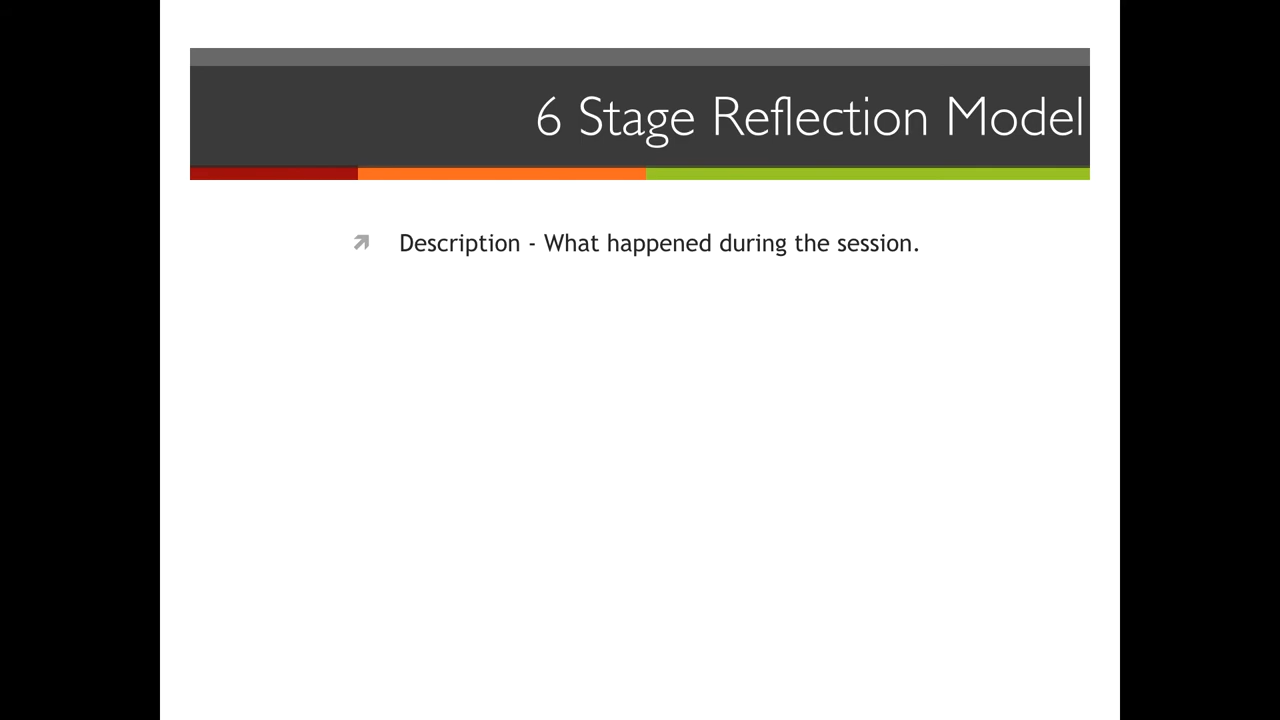 6 Stage Reflection Model
Description - What happened during the session.